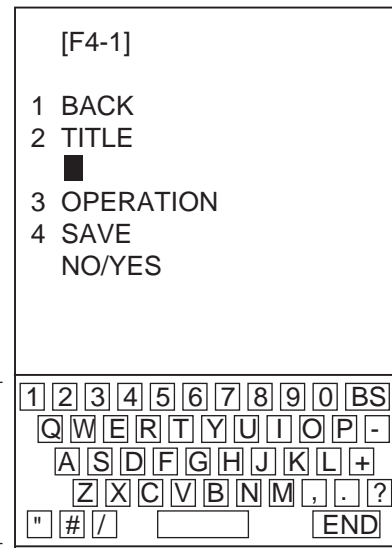 [F4-1]
1 BACK
2 TITLE
3 OPERATION
4 SAVE
NO/YES
1 2 3 4 5 6 7 8 9 0 BS
Q W E R T Y U I O P -
A S D F G H J K L +
Z X C V B N M , . ?
" # / END